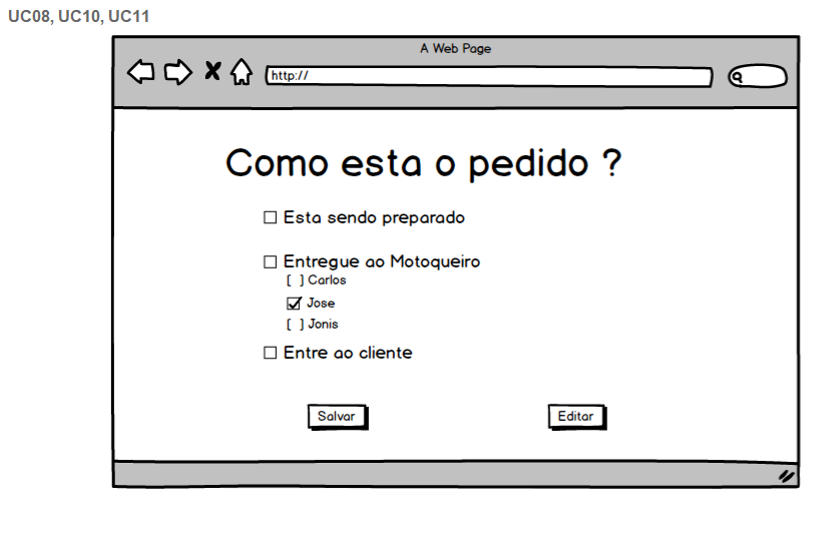 UC08, UC10, UC11
A Web Page
http://
Como esta o pedido ?
Esta sendo preparado
Entregue ao Motoqueiro
[ ] Carlos
Jose
[ ] Jonis
Entre ao cliente
Salvar Editar